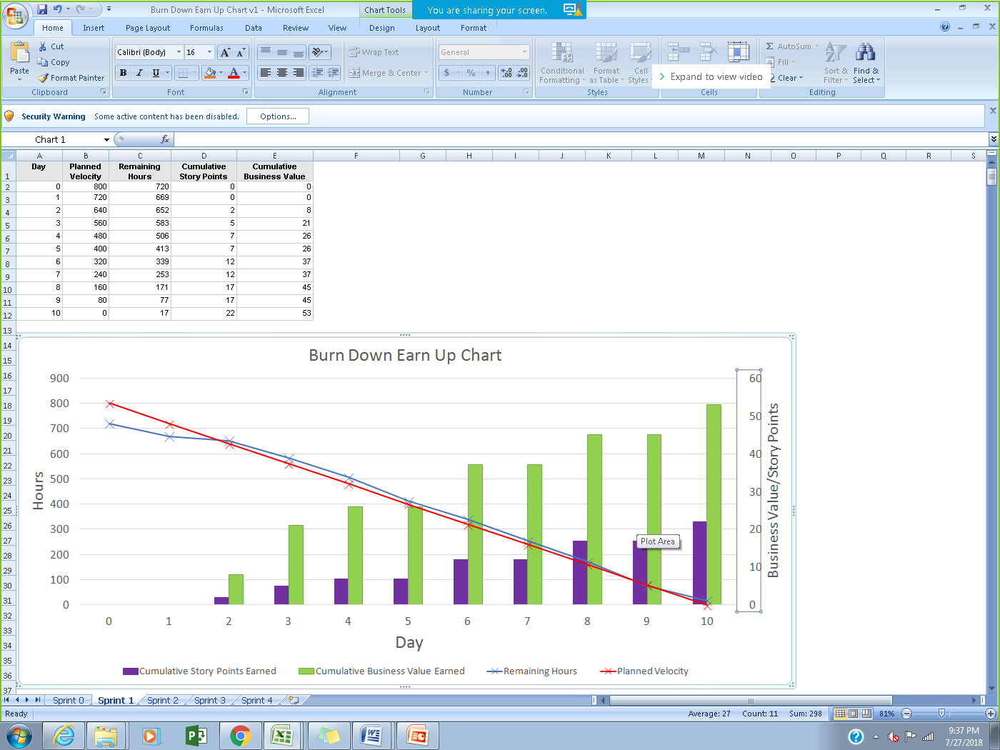 Burn Down Earn Up Chart v1 - Microsoft Excel
Chart Tools
You are sharing your screen.
Home Insert Page Layout Formulas Data Review View Design Layout Format
Paste
Cut
Copy
Format Painter
Clipboard
Calibri (Body) 16
B I U
Font
Wrap Text
Merge & Center
Alignment
General
$ % ,
Number
Conditional Formatting
Format as Table
Cell Styles
Styles
Expand to view video
Cells
Σ AutoSum
Fill
Clear
Sort & Filter
Find & Select
Editing
Security Warning Some active content has been disabled. Options...
Chart 1 fx
A B C D E F G H I J K L M N O P Q R S
1 Day Planned Velocity Remaining Hours Cumulative Story Points Cumulative Business Value
2 0 800 720 0 0
3 1 720 669 0 0
4 2 640 652 2 8
5 3 560 583 5 21
6 4 480 506 7 26
7 5 400 413 7 26
8 6 320 339 12 37
9 7 240 253 12 37
10 8 160 171 17 45
11 9 80 77 17 45
12 10 0 17 22 53
13
14
15
16
17
18
19
20
21
22
23
24
25
26
27
28
29
30
31
32
33
34
35
36
37
Burn Down Earn Up Chart
900 60
800
700 50
600 40
500
400 30
300 20
200
100 10
0 0
Hours
Business Value/Story Points
Plot Area
0 1 2 3 4 5 6 7 8 9 10
Day
Cumulative Story Points Earned Cumulative Business Value Earned Remaining Hours Planned Velocity
Sprint 0 Sprint 1 Sprint 2 Sprint 3 Sprint 4
Ready Average: 27 Count: 11 Sum: 298 81%
9:37 PM
7/27/2018